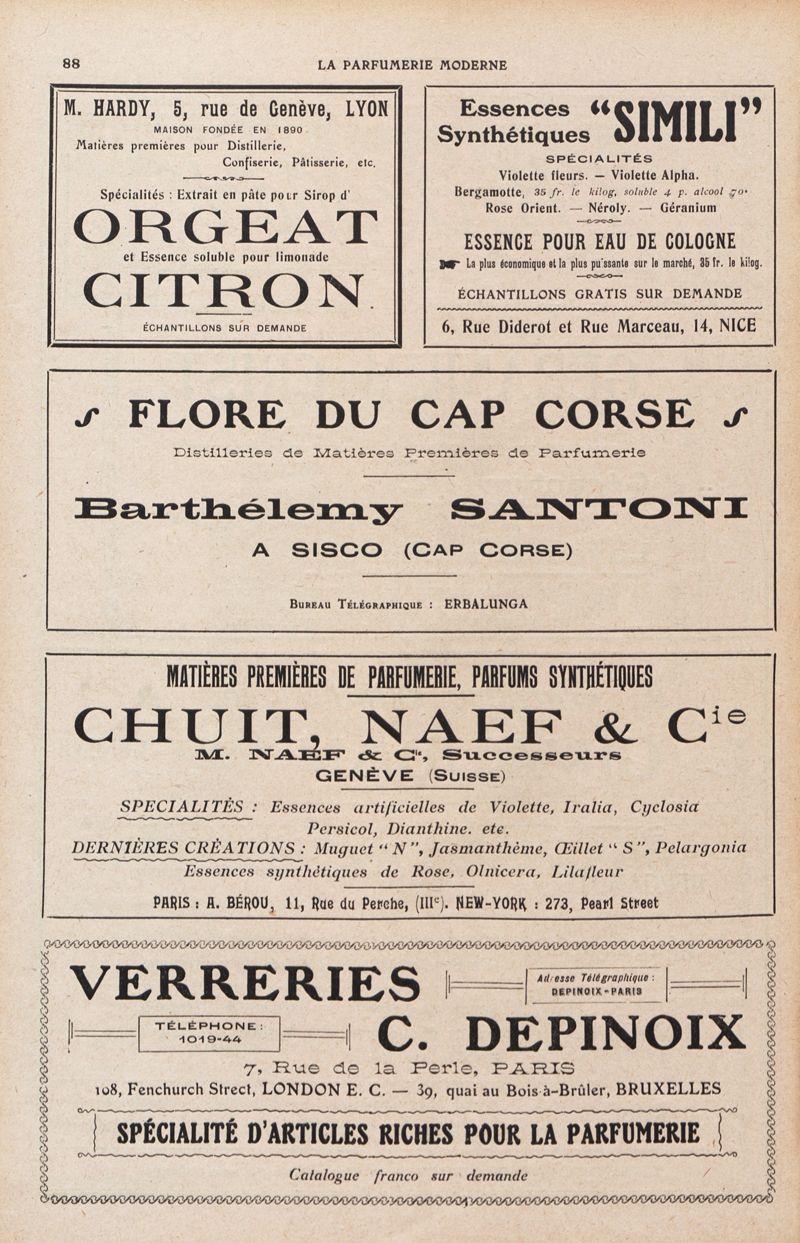 88
LA PARFUMERIE MODERNE
M. HARDY, 5, rue de Genève, LYON
MAISON FONDÉE EN 1890
Matières premières pour Distillerie,
Confiserie, Pâtisserie, etc.
Spécialités : Extrait en pâte pour Sirop d'
ORGEAT
et Essence soluble pour limonade
CITRON.
ÉCHANTILLONS SUR DEMANDE
Essences
Synthétiques
“SIMILI”
SPÉCIALITÉS
Violette fleurs. — Violette Alpha.
Bergamotte, 35 fr. le kilog, soluble 4 p. alcool 70°
Rose Orient. — Néroly. — Géranium
ESSENCE POUR EAU DE COLOGNE
La plus économique et la plus puissante sur le marché, 35 fr. le kilog.
ÉCHANTILLONS GRATIS SUR DEMANDE
6, Rue Diderot et Rue Marceau, 14, NICE
FLORE DU CAP CORSE
Distilleries de Matières Premières de Parfumerie
Barthélemy SANTONI
A SISCO (CAP CORSE)
BUREAU TÉLÉGRAPHIQUE : ERBALUNGA
MATIÈRES PREMIÈRES DE PARFUMERIE, PARFUMS SYNTHÉTIQUES
CHUIT, NAEF & Cie
M. NAEF & Cie, Successeurs
GENÈVE (SUISSE)
SPECIALITÉS : Essences artificielles de Violette, Iralia, Cyclosia
Persicol, Dianthine. etc.
DERNIÈRES CRÉATIONS : Muguet “ N ”, Jasmanthème, Œillet “ S ”, Pelargonia
Essences synthétiques de Rose, Olnicera, Lilafleur
PARIS : A. BÉROU, 11, Rue du Perche, (IIIe). NEW-YORK : 273, Pearl Street
VERRERIES
Adresse Télégraphique :
DEPINOIX-PARIS
TÉLÉPHONE :
1019-44
C. DEPINOIX
7, Rue de la Perle, PARIS
108, Fenchurch Street, LONDON E. C. — 39, quai au Bois-à-Brûler, BRUXELLES
SPÉCIALITÉ D'ARTICLES RICHES POUR LA PARFUMERIE
Catalogue franco sur demande